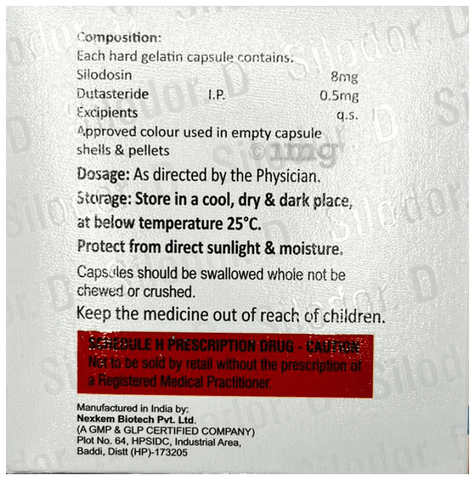 Composition:
Each hard gelatin capsule contains:
Silodosin 8mg
Dutasteride I.P. 0.5mg
Excipients q.s.
Approved colour used in empty capsule
shells & pellets
©1mg
Dosage: As directed by the Physician.
Storage: Store in a cool, dry & dark place,
at below temperature 25°C.
Protect from direct sunlight & moisture.
Capsules should be swallowed whole not be
chewed or crushed.
Keep the medicine out of reach of children.
SCHEDULE H PRESCRIPTION DRUG - CAUTION
Not to be sold by retail without the prescription of
a Registered Medical Practitioner.
Manufactured in India by:
Nexkem Biotech Pvt. Ltd.
(A GMP & GLP CERTIFIED COMPANY)
Plot No. 64, HPSIDC, Industrial Area,
Baddi, Distt (HP)-173205
Silodor. D